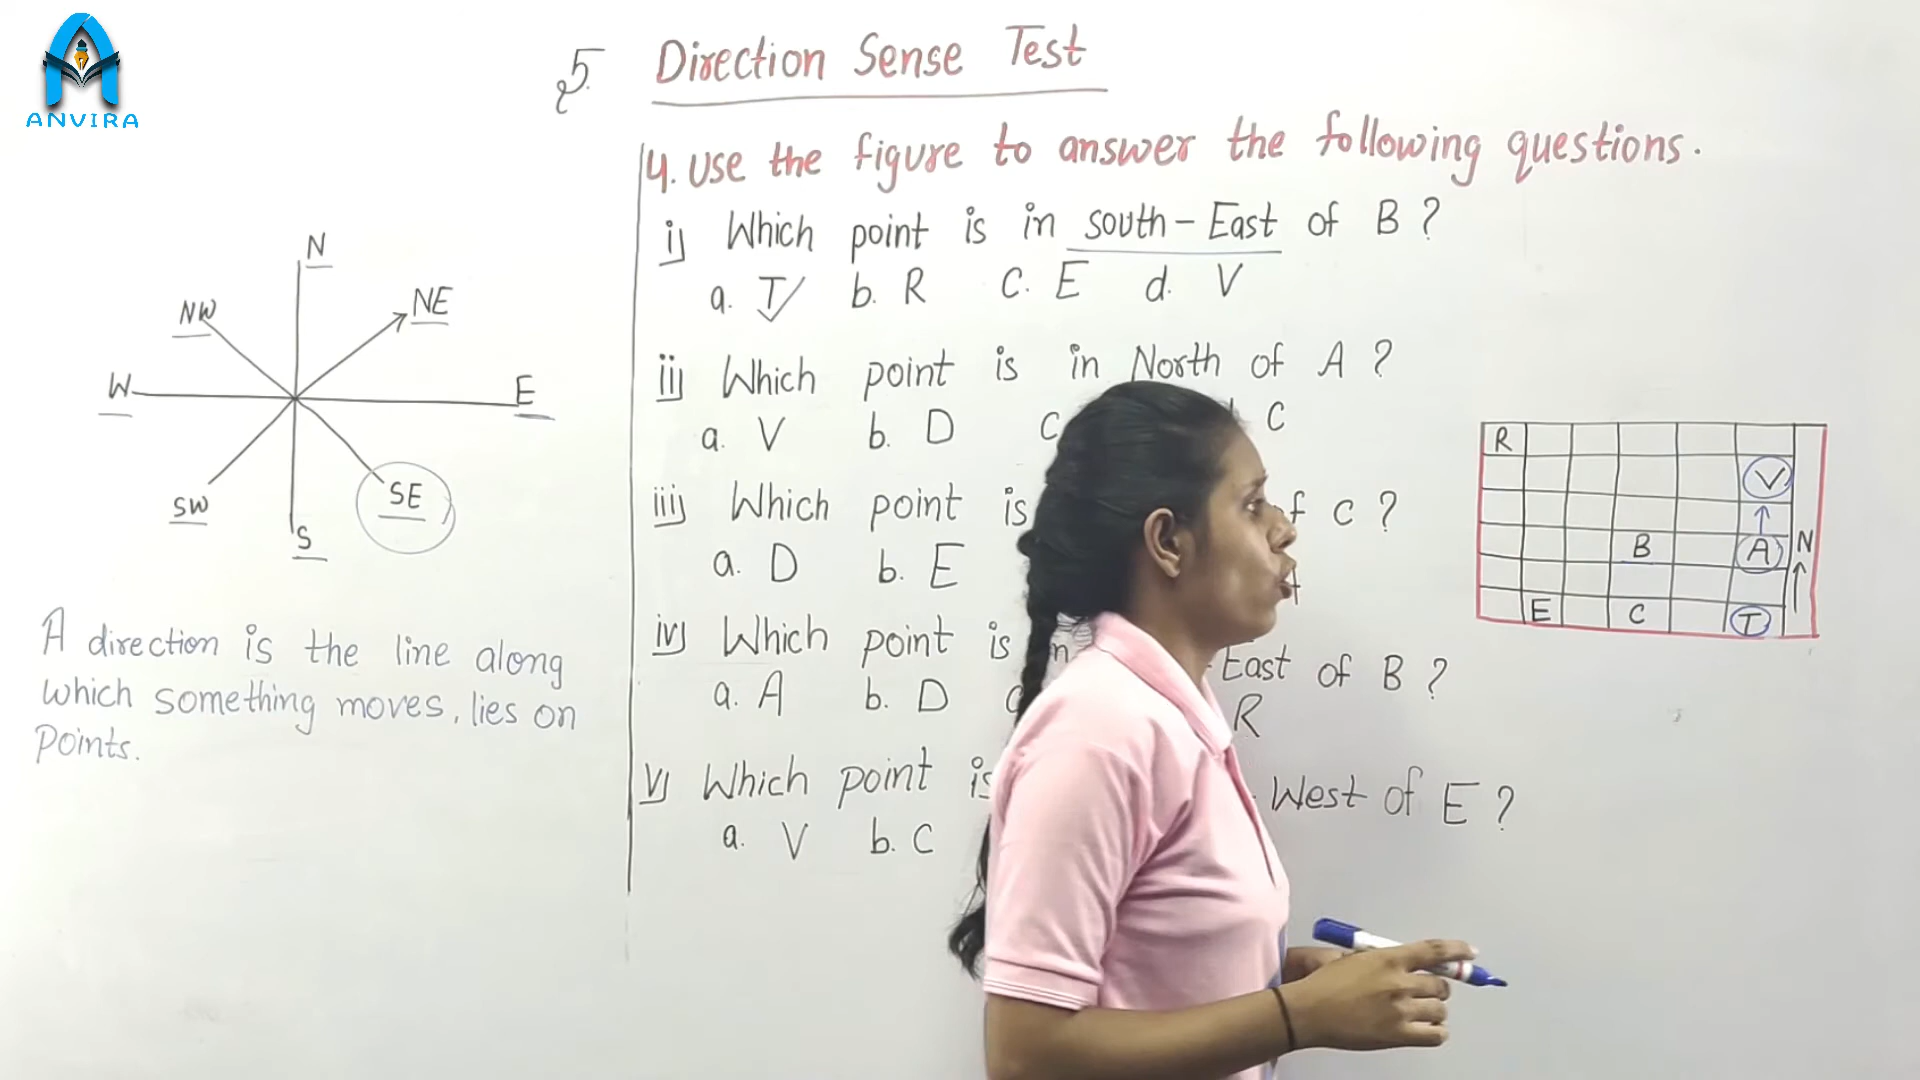 ANVIRA
5.
Direction Sense Test
4. Use the figure to answer the following questions.
i) Which point is in south-East of B ?
a. T b. R C. E d. V
ii) Which point is in North of A ?
a. V b. D C C
iii) Which point is of C ?
a. D b. E
iv) Which point is East of B ?
a. A b. D R
v) Which point is West of E ?
a. V b. C
N
NW
NE
W
E
SW
SE
S
A direction is the line along
which something moves, lies on
Points.
R
V
B A N
E C T